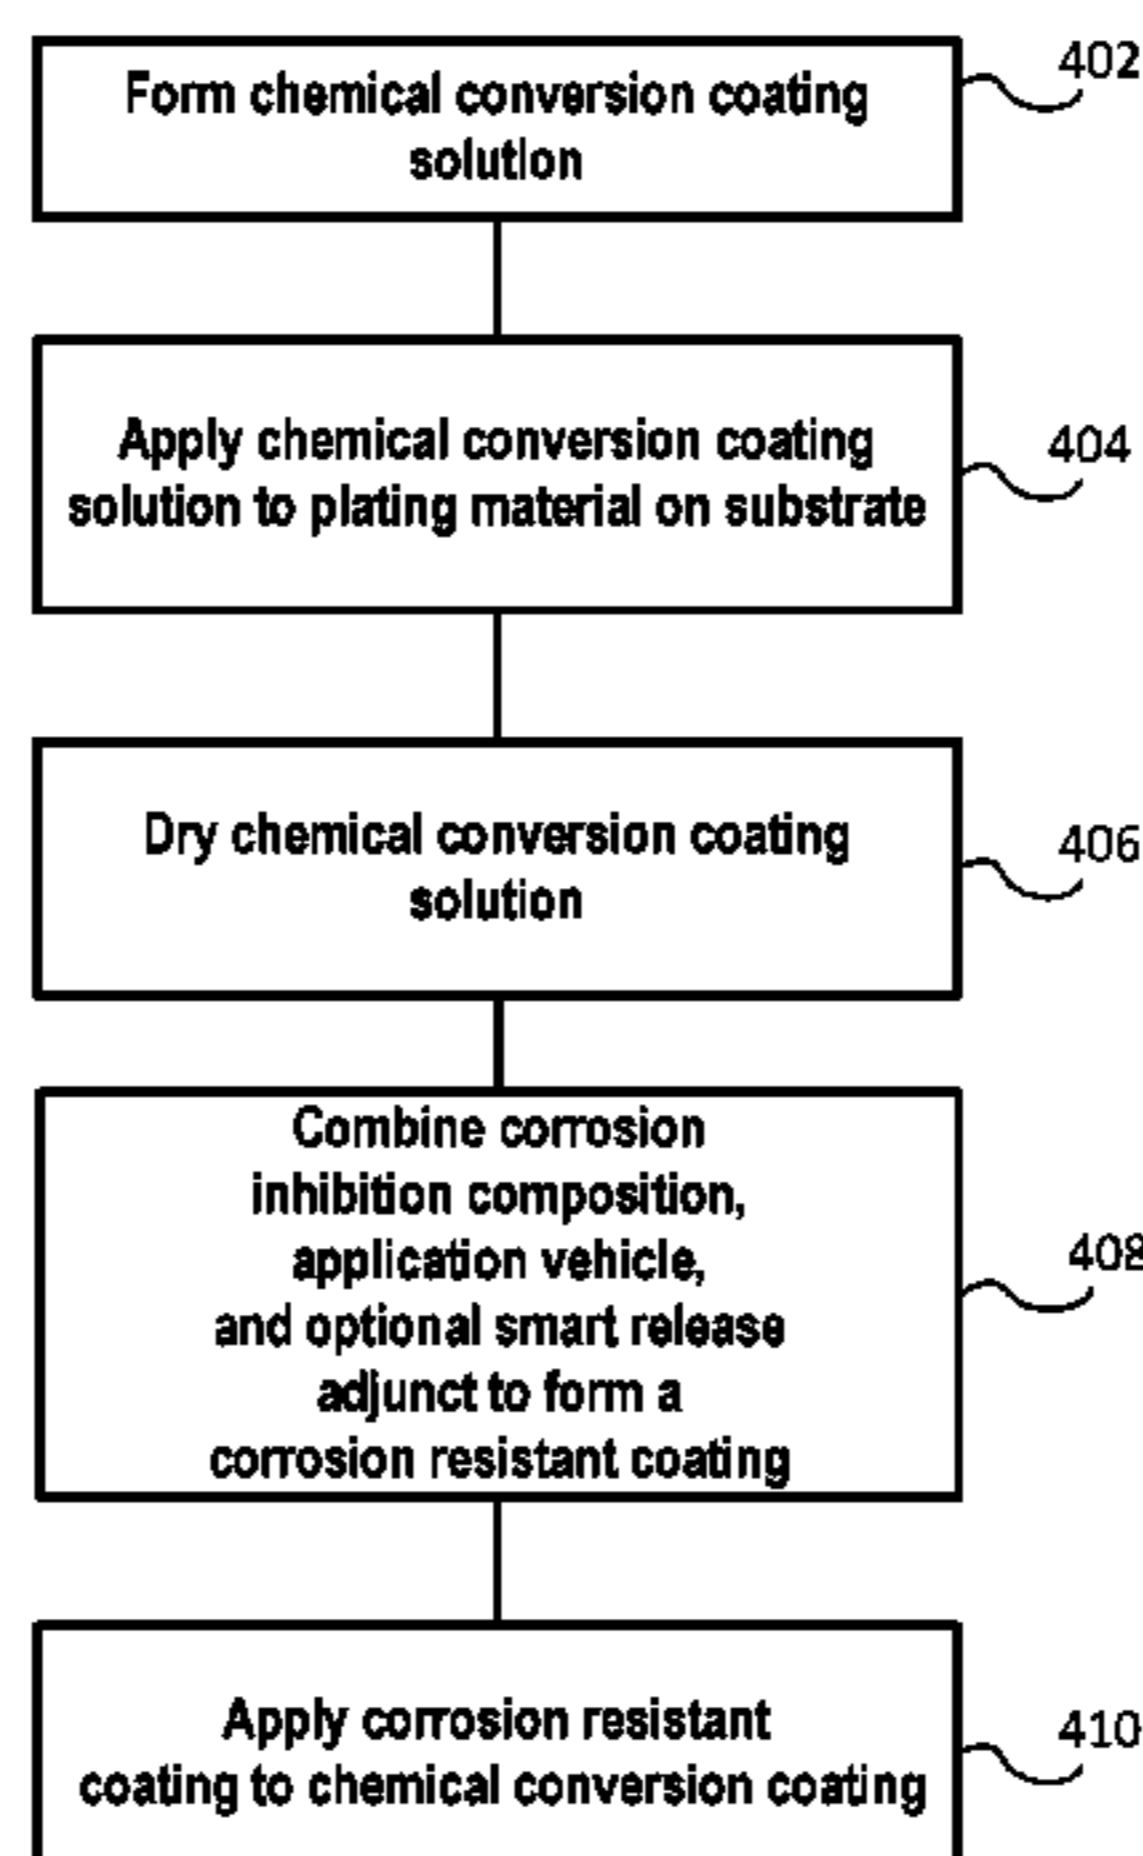 Form chemical conversion coating
solution
402
Apply chemical conversion coating
solution to plating material on substrate
404
Dry chemical conversion coating
solution
406
Combine corrosion
inhibition composition,
application vehicle,
and optional smart release
adjunct to form a
corrosion resistant coating
408
Apply corrosion resistant
coating to chemical conversion coating
410